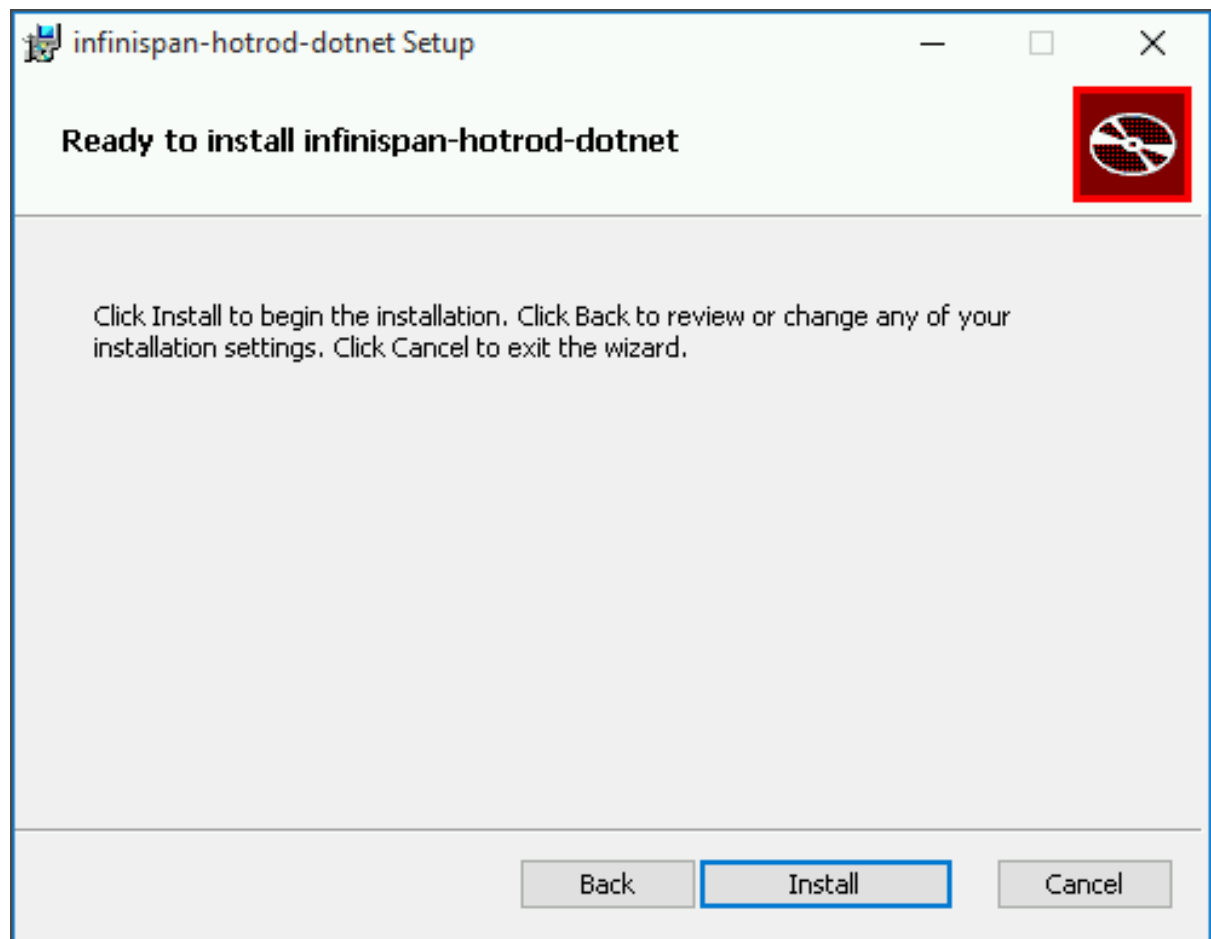 infinispan-hotrod-dotnet Setup
Ready to install infinispan-hotrod-dotnet
Click Install to begin the installation. Click Back to review or change any of your
installation settings. Click Cancel to exit the wizard.
Back Install Cancel